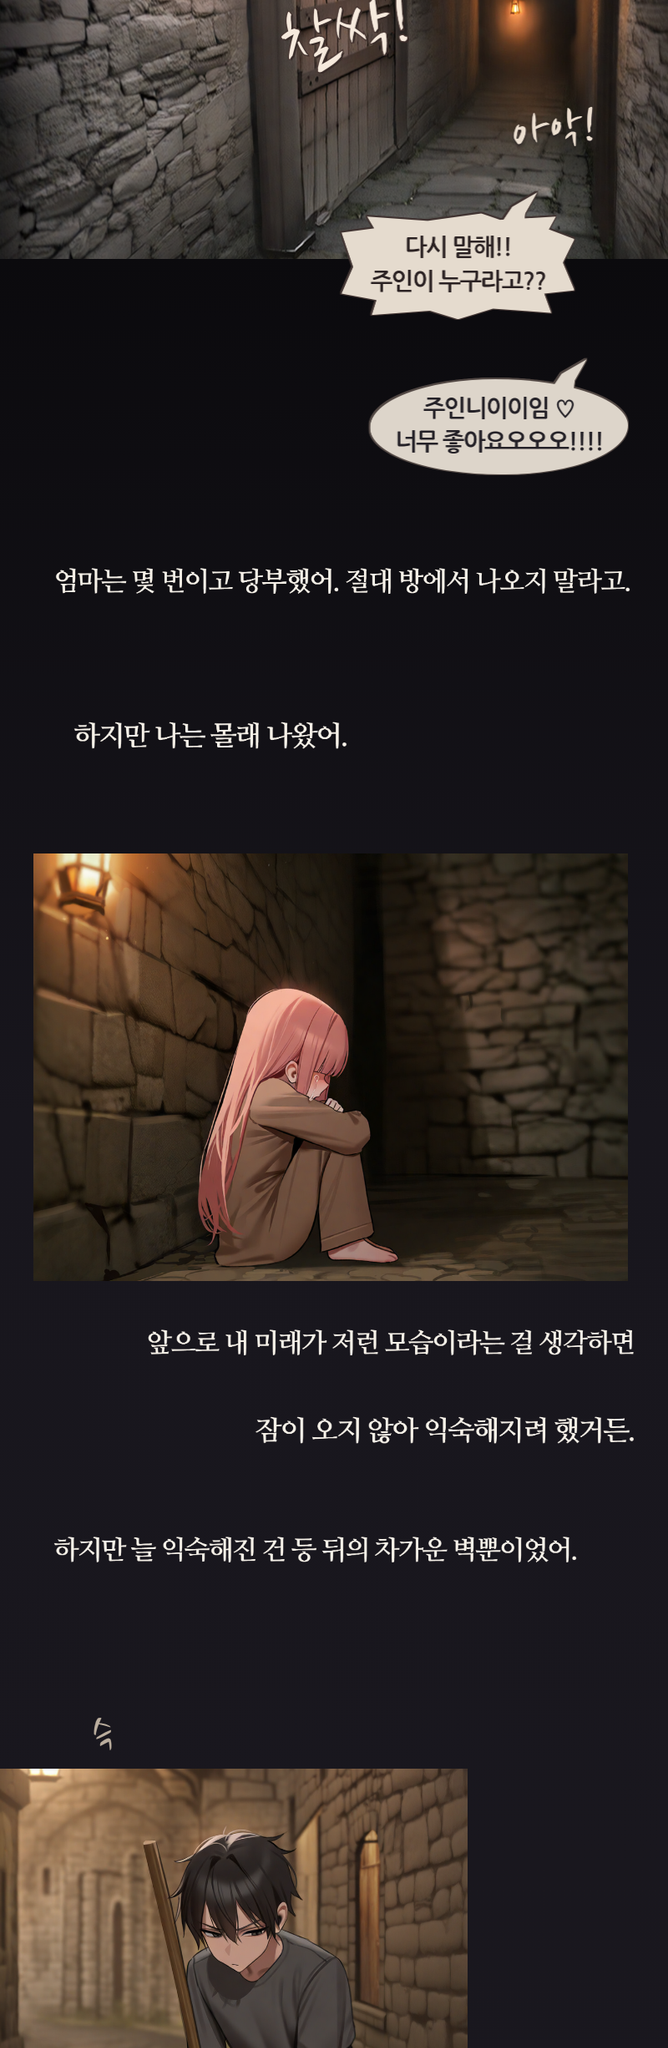 찰싹!
아악!
다시 말해!!
주인이 누구라고??
주인니이이임 ♡
너무 좋아요오오오!!!!
엄마는 몇 번이고 당부했어. 절대 방에서 나오지 말라고.
하지만 나는 몰래 나왔어.
앞으로 내 미래가 저런 모습이라는 걸 생각하면
잠이 오지 않아 익숙해지려 했거든.
하지만 늘 익숙해진 건 등 뒤의 차가운 벽뿐이었어.
슥